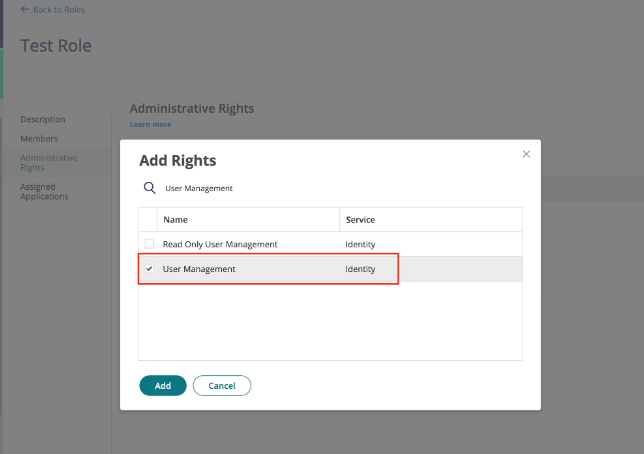 Back to Roles
Test Role
Description
Members
Administrative
Rights
Assigned
Applications
Administrative Rights
Learn more
Add Rights
User Management
Name Service
Read Only User Management Identity
User Management Identity
Add Cancel